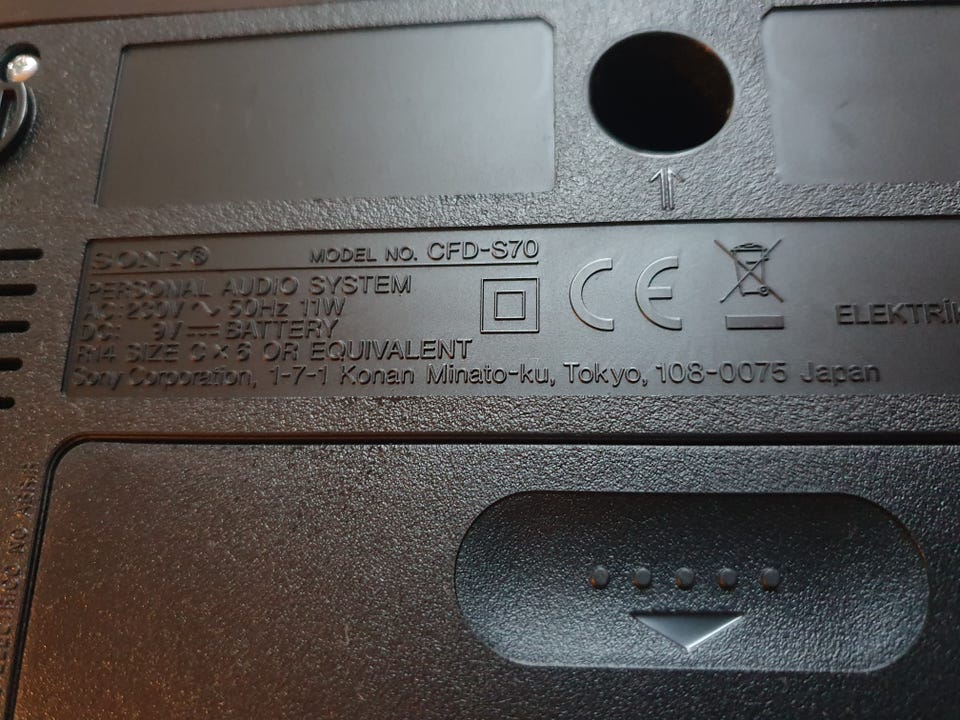 SONY®
MODEL NO. CFD-S70
PERSONAL AUDIO SYSTEM
AC: 230V ~ 50Hz 11W
DC: 9V ⎓ BATTERY
R14 SIZE C × 6 OR EQUIVALENT
Sony Corporation, 1-7-1 Konan Minato-ku, Tokyo, 108-0075 Japan
CE